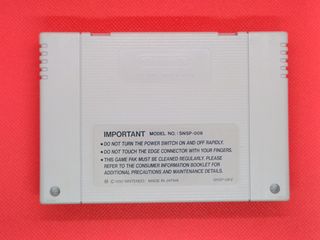 IMPORTANT MODEL NO.: SNSP-006
• DO NOT TURN THE POWER SWITCH ON AND OFF RAPIDLY.
• DO NOT TOUCH THE EDGE CONNECTOR WITH YOUR FINGERS.
• THIS GAME PAK MUST BE CLEANED REGULARLY. PLEASE
REFER TO THE CONSUMER INFORMATION BOOKLET FOR
ADDITIONAL PRECAUTIONS AND MAINTENANCE DETAILS.
NINTENDO MADE IN JAPAN